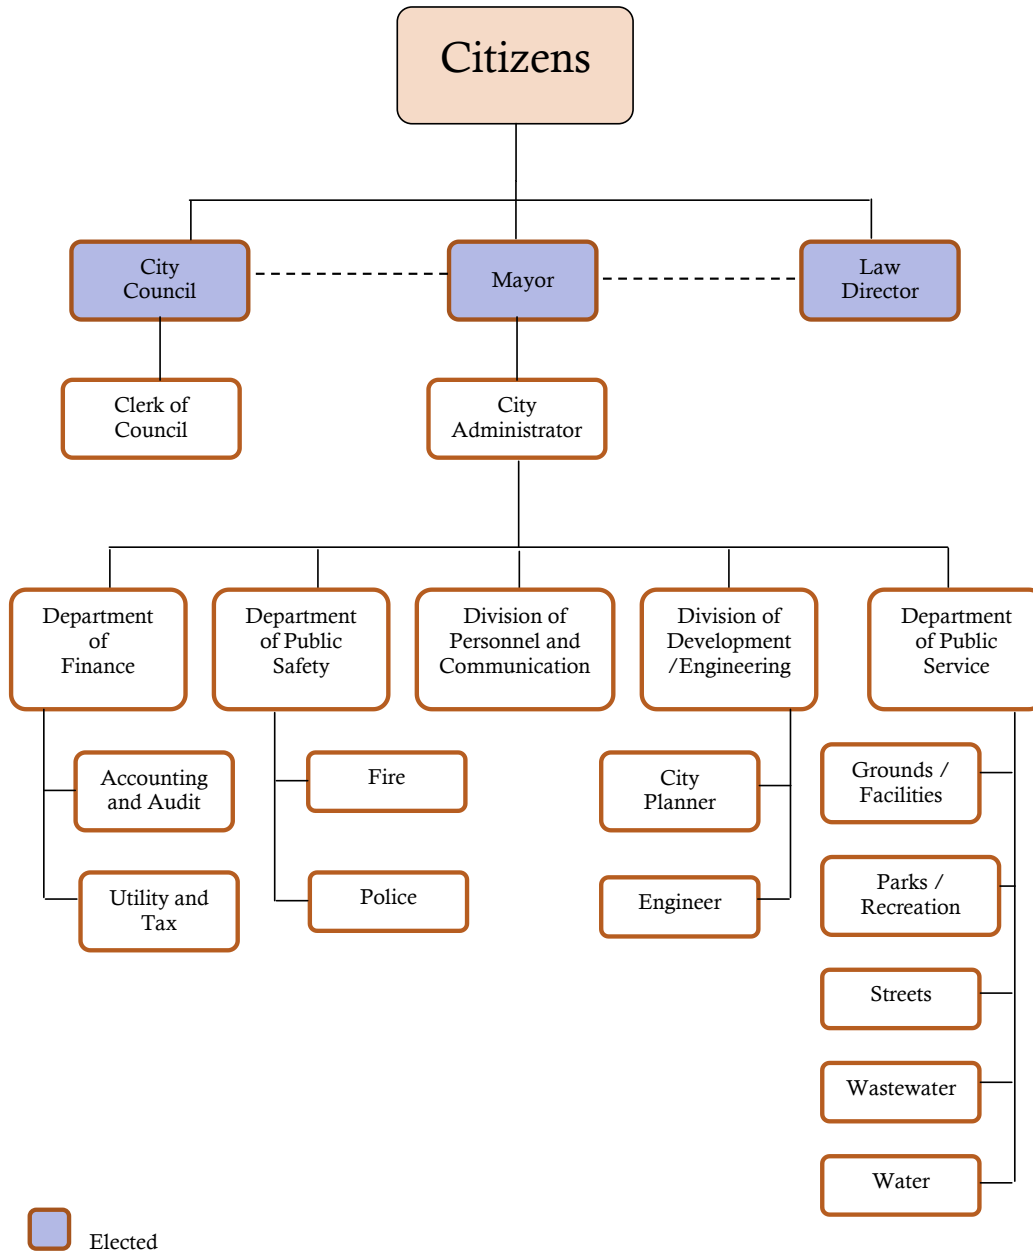 Citizens
City
Council
Mayor
Law
Director
Clerk of
Council
City
Administrator
Department
of
Finance
Department
of Public
Safety
Division of
Personnel and
Communication
Division of
Development
/Engineering
Department
of Public
Service
Accounting
and Audit
Utility and
Tax
Fire
Police
City
Planner
Engineer
Grounds /
Facilities
Parks /
Recreation
Streets
Wastewater
Water
Elected